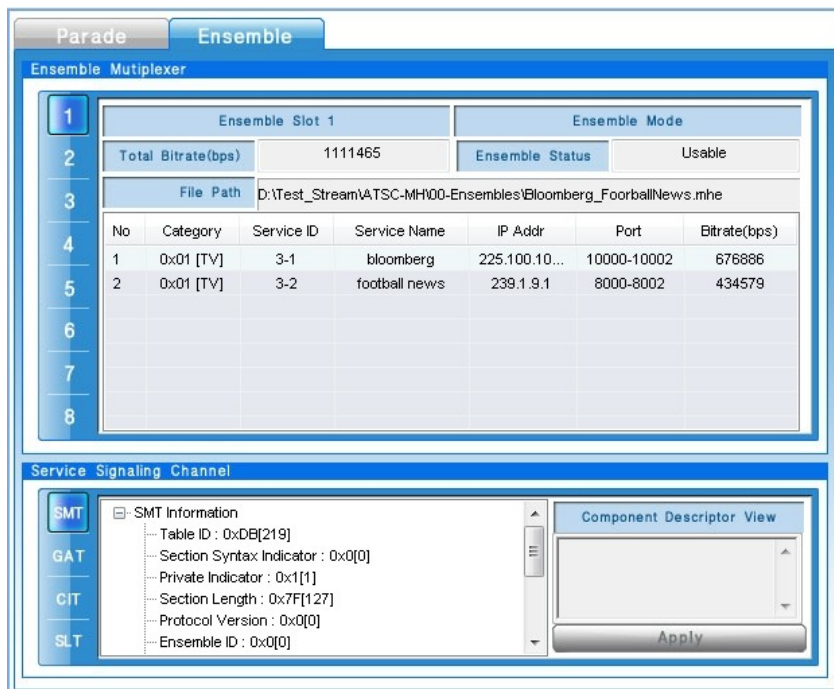 Parade Ensemble
Ensemble Mutiplexer
1 Ensemble Slot 1 Ensemble Mode
2 Total Bitrate(bps) 1111465 Ensemble Status Usable
3 File Path D:\Test_Stream\ATSC-MH\00-Ensembles\Bloomberg_FoorballNews.mhe
4 No Category Service ID Service Name IP Addr Port Bitrate(bps)
1 0x01 [TV] 3-1 bloomberg 225.100.10... 10000-10002 676886
5 2 0x01 [TV] 3-2 football news 239.1.9.1 8000-8002 434579
6
7
8
Service Signaling Channel
SMT
GAT
CIT
SLT
SMT Information
Table ID : 0xDB[219]
Section Syntax Indicator : 0x0[0]
Private Indicator : 0x1[1]
Section Length : 0x7F[127]
Protocol Version : 0x0[0]
Ensemble ID : 0x0[0]
Component Descriptor View
Apply